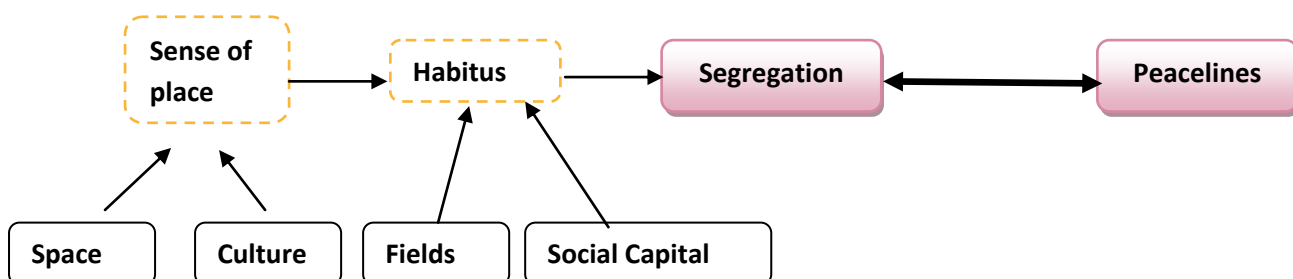 Sense of
place
Habitus
Segregation
Peacelines
Space
Culture
Fields
Social Capital